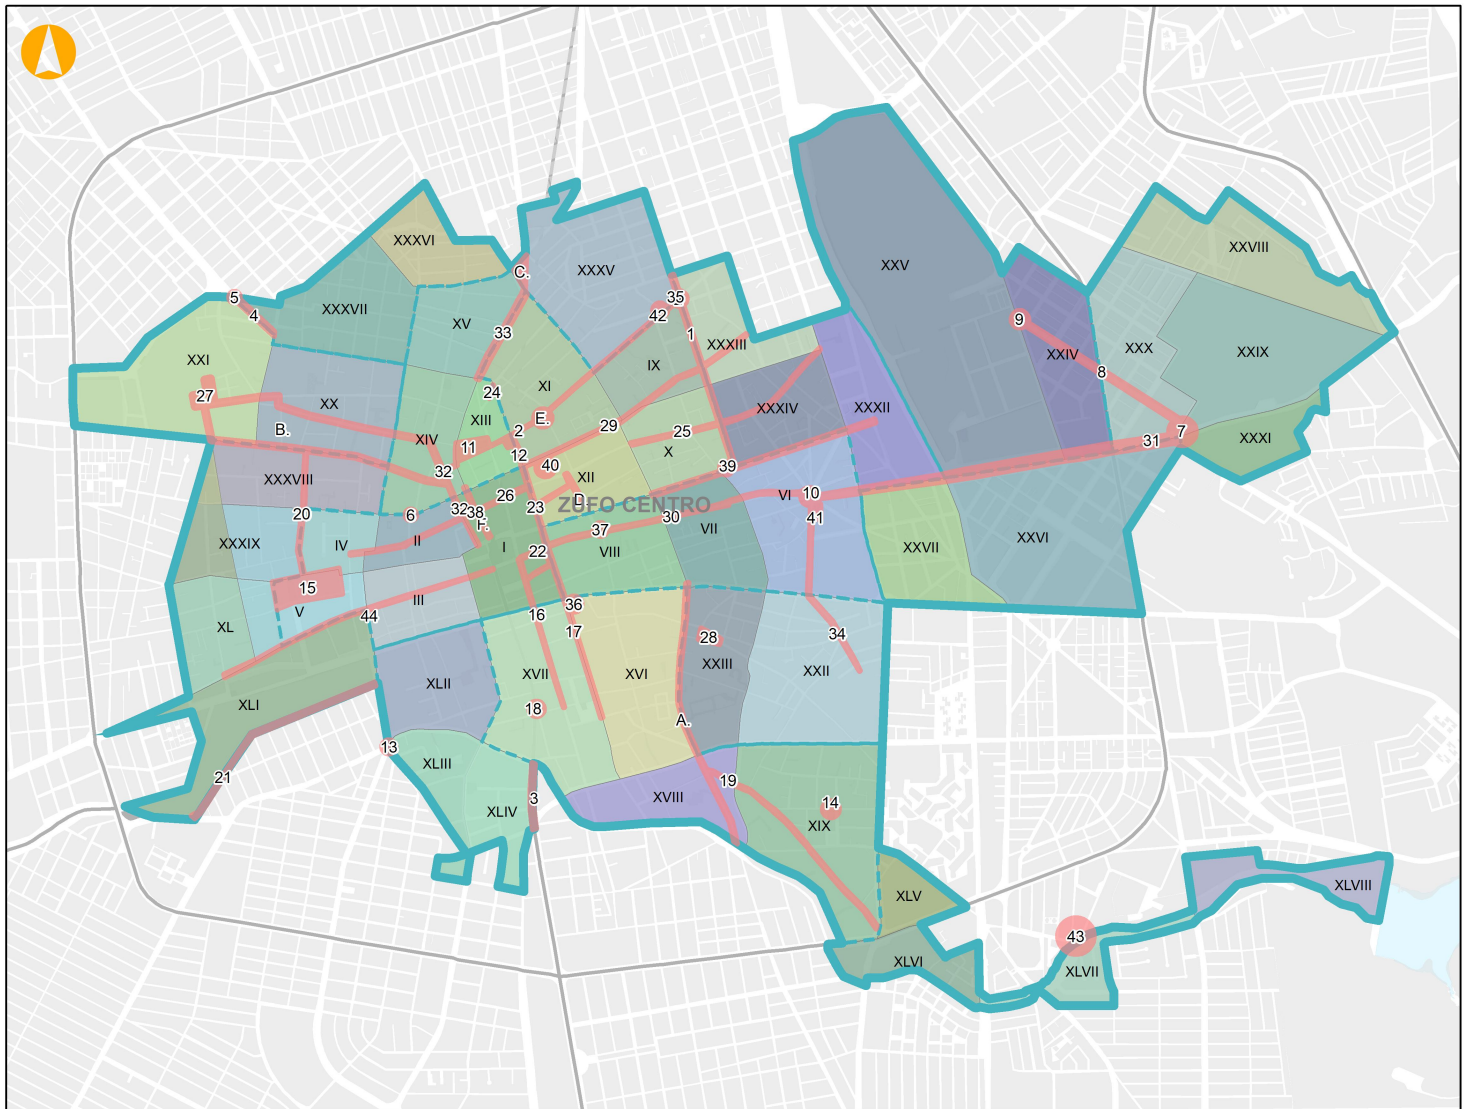 XXXVI
XXVIII
XXV
C.
XXXV
5
4
XXXVII
35
42
9
XV
33
1
XXXIII
XXIV
XXX
XXIX
XXI
IX
8
27
24
XI
XX
XIII
E.
XXXIV
XXXII
B.
XIV
11
2
29
25
31
7
XXXI
12
40
X
39
32
XII
XXXVIII
26
D.
VI
10
20
6
32
38
23
ZUFO CENTRO
30
41
F.
37
VII
XXXIX
IV
II
I
22
VIII
XXVII
XXVI
15
V
44
III
16
36
17
34
XL
28
XLII
XVII
XVI
XXIII
XXII
XLI
18
A.
13
XLIII
21
3
19
XLIV
XVIII
14
XIX
XLV
XLVIII
43
XLVI
XLVII